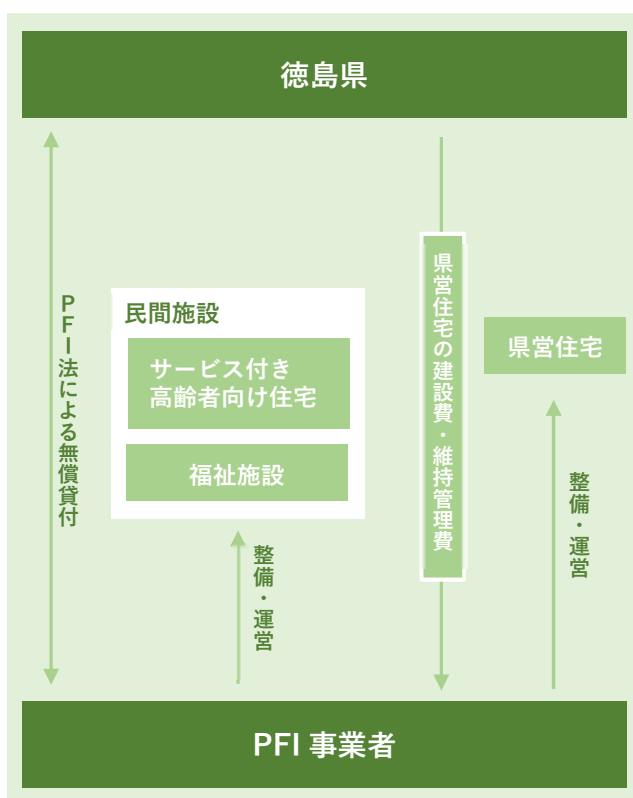 徳島県
PFI法による無償貸付
民間施設
サービス付き
高齢者向け住宅
福祉施設
整備・運営
県営住宅の建設費・維持管理費
県営住宅
整備・運営
PFI 事業者